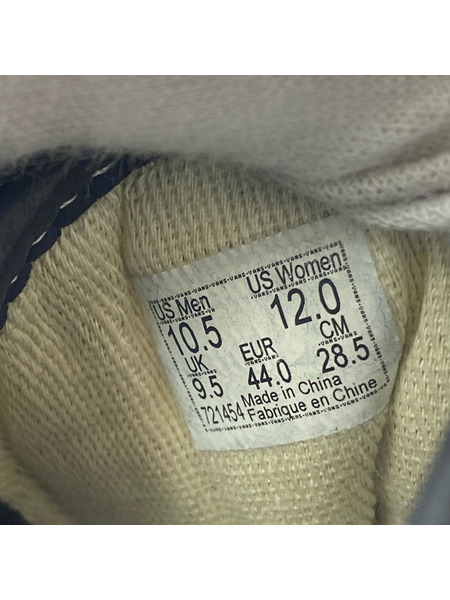 US Men US Women
10.5 12.0
UK EUR CM
9.5 44.0 28.5
721454 Made in China
Fabrique en Chine